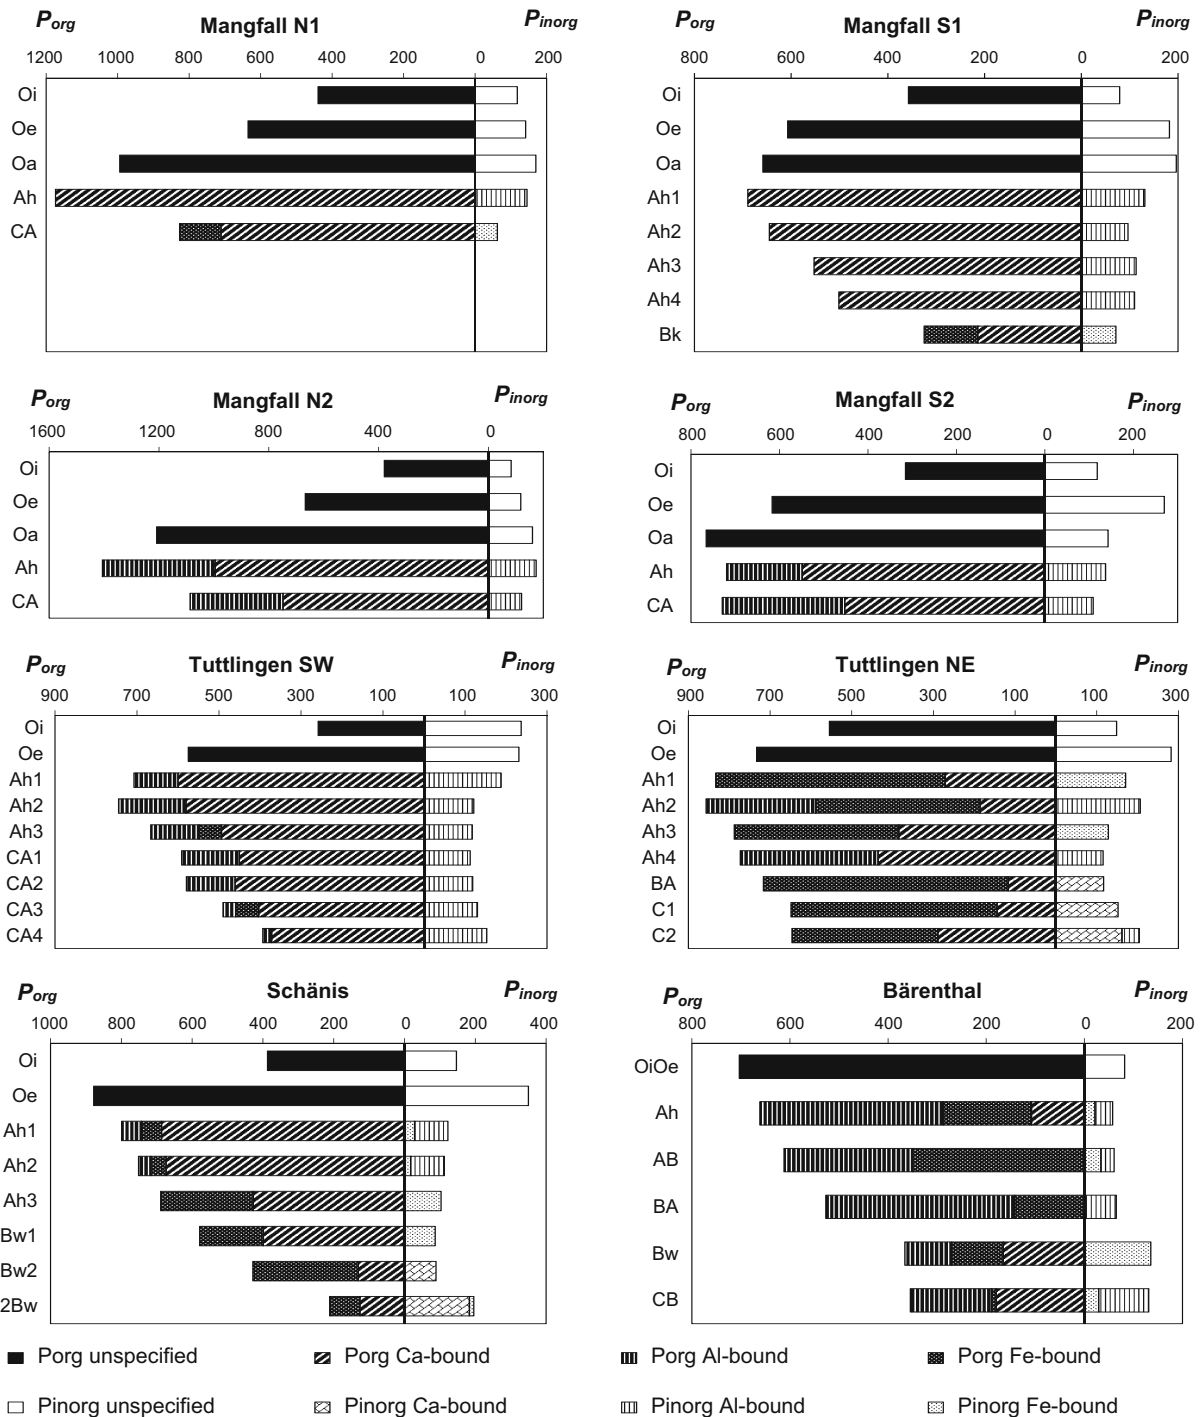 Porg Mangfall N1 Pinorg
1200 1000 800 600 400 200 0 200
Oi
Oe
Oa
Ah
CA
Porg Mangfall S1 Pinorg
800 600 400 200 0 100 200
Oi
Oe
Oa
Ah1
Ah2
Ah3
Ah4
Bk
Porg Mangfall N2 Pinorg
1600 1200 800 400 0
Oi
Oe
Oa
Ah
CA
Porg Mangfall S2 Pinorg
800 600 400 200 0 200
Oi
Oe
Oa
Ah
CA
Porg Tuttlingen SW Pinorg
900 700 500 300 100 100 300
Oi
Oe
Ah1
Ah2
Ah3
CA1
CA2
CA3
CA4
Porg Tuttlingen NE Pinorg
900 700 500 300 100 100 300
Oi
Oe
Ah1
Ah2
Ah3
Ah4
BA
C1
C2
Porg Schänis Pinorg
1000 800 600 400 200 0 200 400
Oi
Oe
Ah1
Ah2
Ah3
Bw1
Bw2
2Bw
Porg Bärenthal Pinorg
800 600 400 200 0 100 200
OiOe
Ah
AB
BA
Bw
CB
Porg unspecified Porg Ca-bound Porg Al-bound Porg Fe-bound
Pinorg unspecified Pinorg Ca-bound Pinorg Al-bound Pinorg Fe-bound